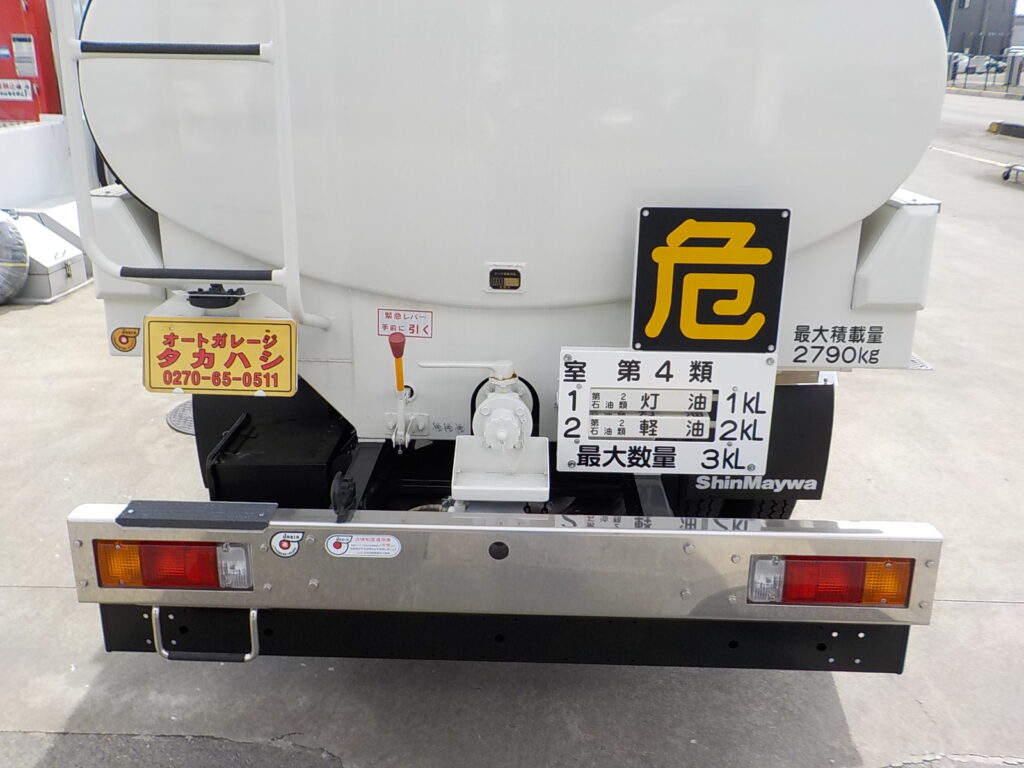 危
緊急レバー
手前に引く
オートガレージ
タカハシ
0270-65-0511
最大積載量
2790kg
室 第4類
1 第2石油類 灯油 1kL
2 第2石油類 軽油 2kL
最大数量 3kL
ShinMaywa